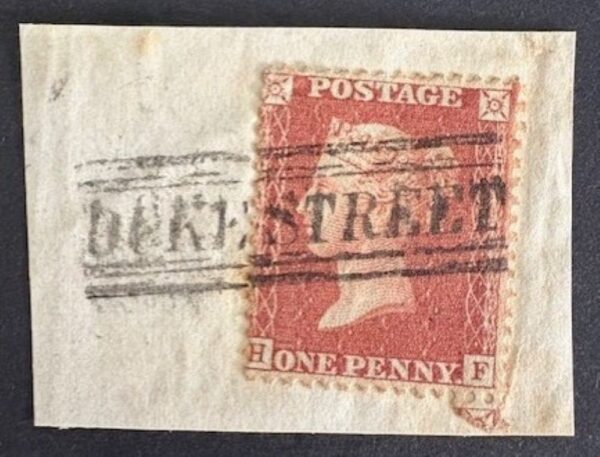 POSTAGE
DUKE STREET
H ONE PENNY F